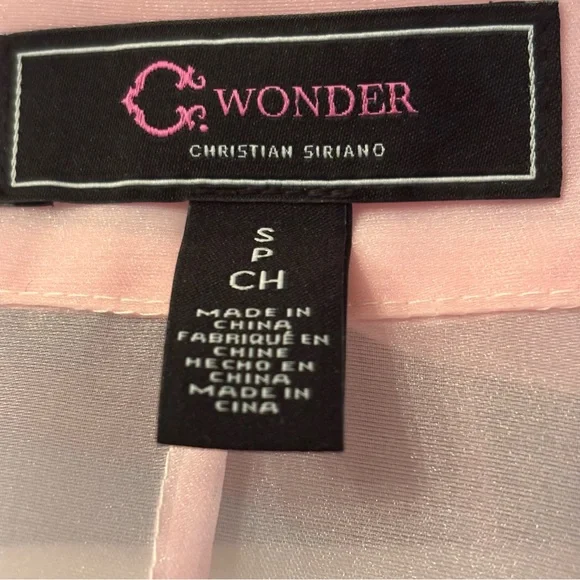 C. WONDER
CHRISTIAN SIRIANO
S
P
CH
MADE IN
CHINA
FABRIQUÉ EN
CHINE
HECHO EN
CHINA
MADE IN
CINA